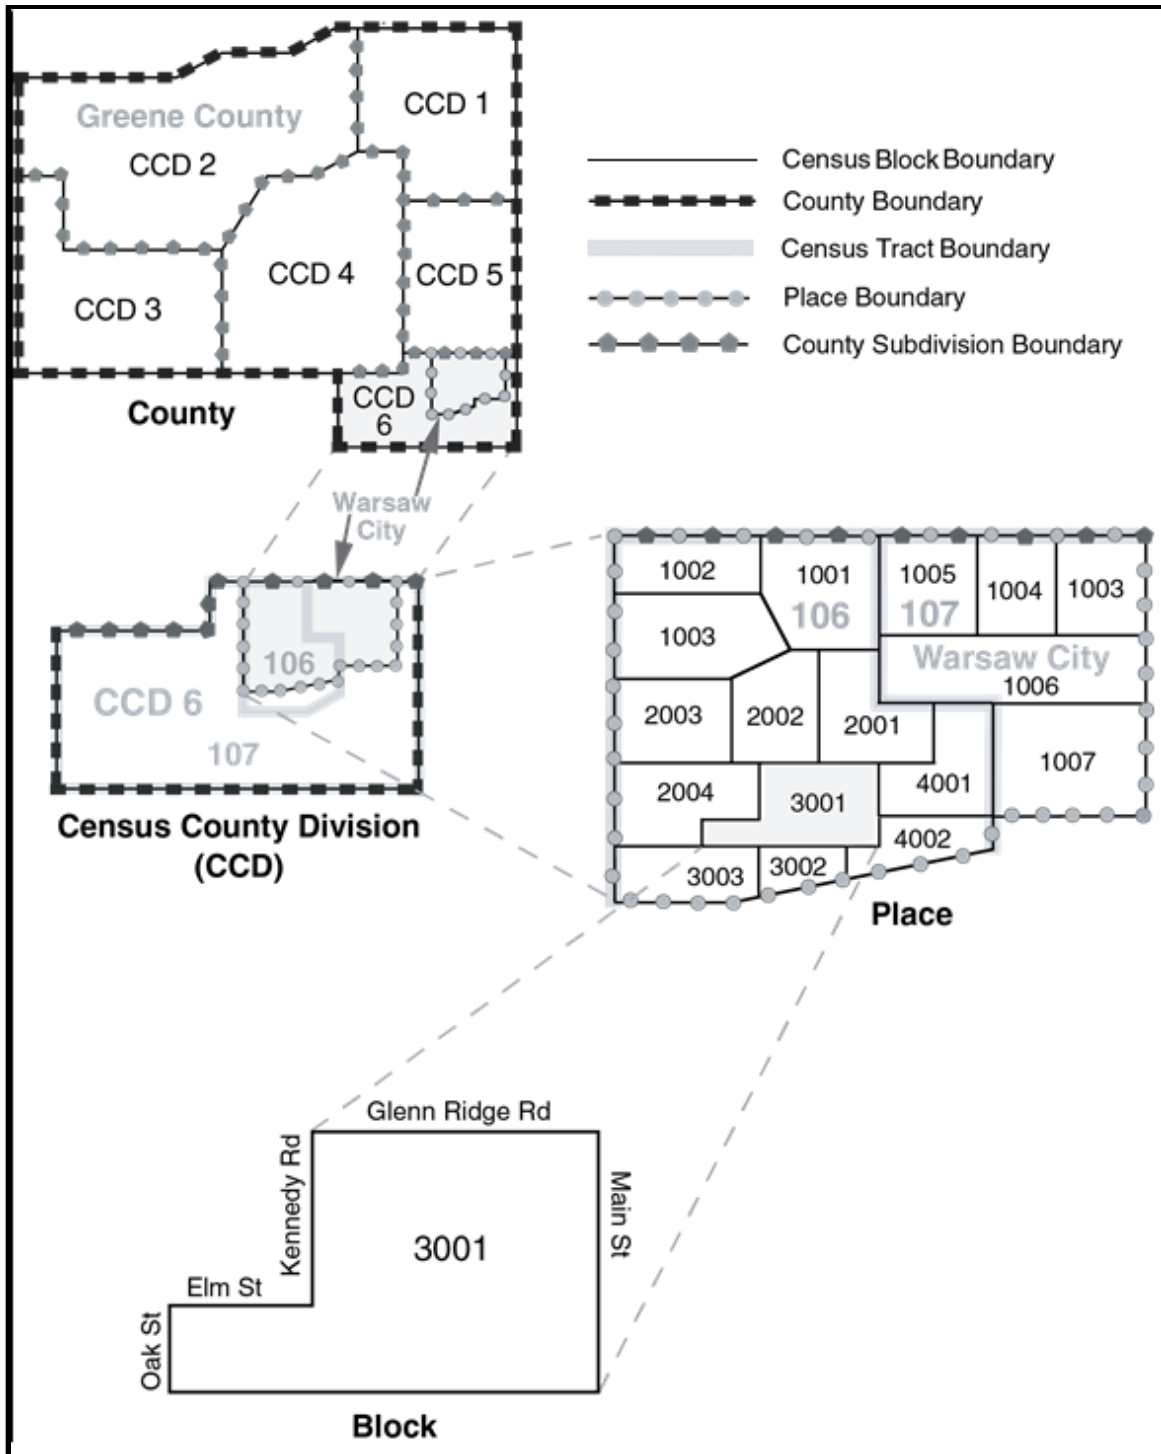 Greene County
CCD 1
CCD 2
CCD 3
CCD 4
CCD 5
CCD
6
County
Warsaw
City
Census Block Boundary
County Boundary
Census Tract Boundary
Place Boundary
County Subdivision Boundary
106
CCD 6
107
Census County Division
(CCD)
1002
1001
1005
1004
1003
106
107
1003
Warsaw City
1006
2003
2002
2001
1007
2004
3001
4001
4002
3003
3002
Place
Glenn Ridge Rd
Kennedy Rd
Main St
3001
Elm St
Oak St
Block